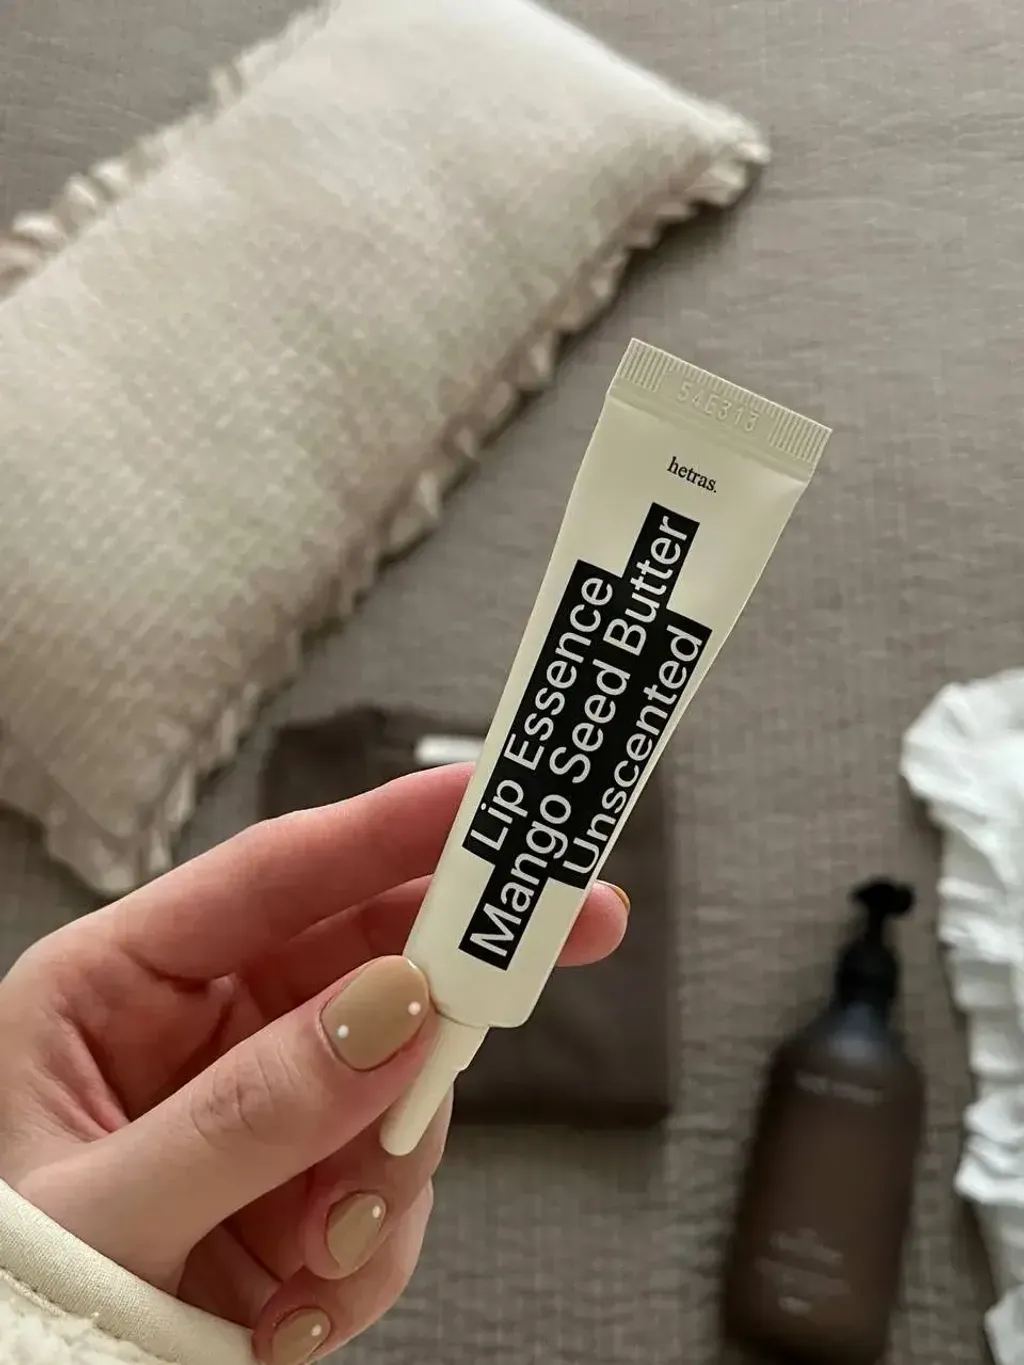 54E313
hetras.
Lip Essence
Mango Seed Butter
Unscented